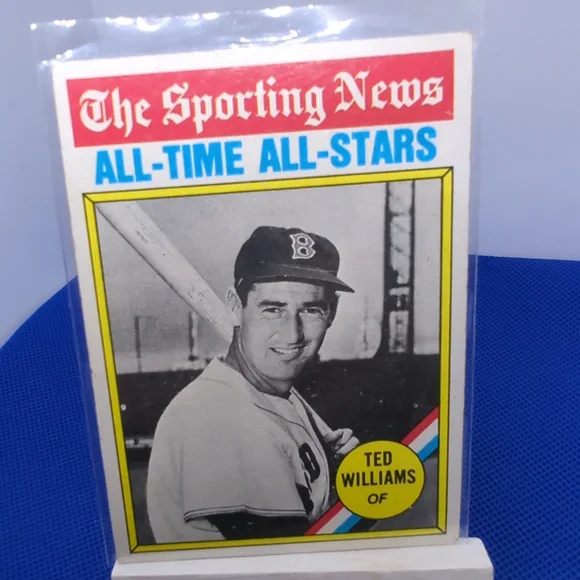 The Sporting News
ALL-TIME ALL-STARS
B
TED
WILLIAMS
OF